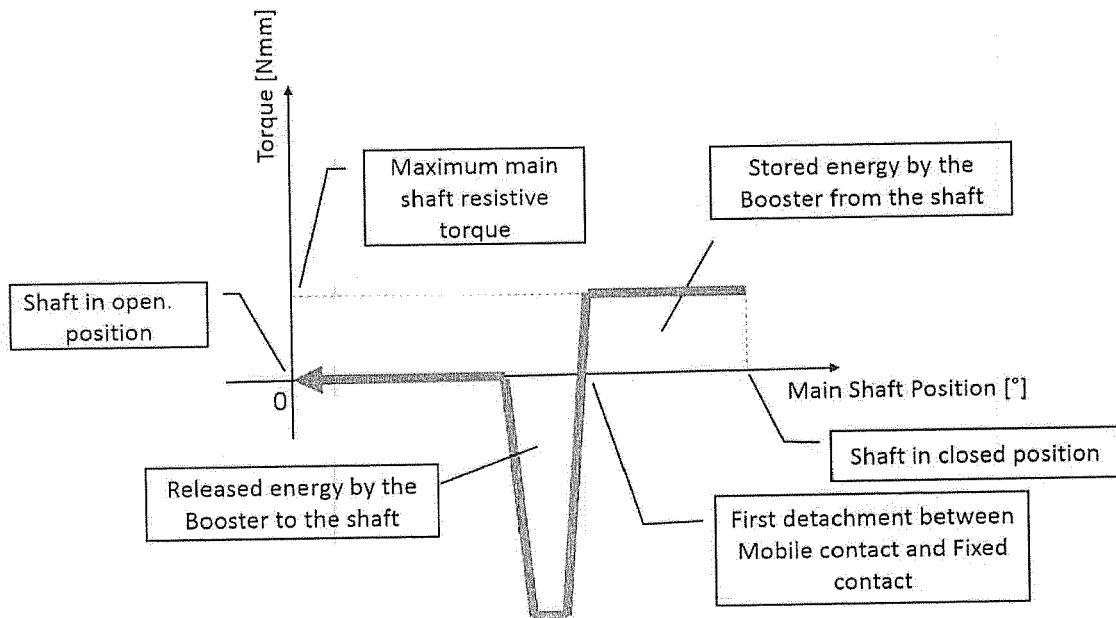 Torque [Nmm]
Maximum main
shaft resistive
torque
Stored energy by the
Booster from the shaft
Shaft in open.
position
0
Main Shaft Position [°]
Shaft in closed position
Released energy by the
Booster to the shaft
First detachment between
Mobile contact and Fixed
contact